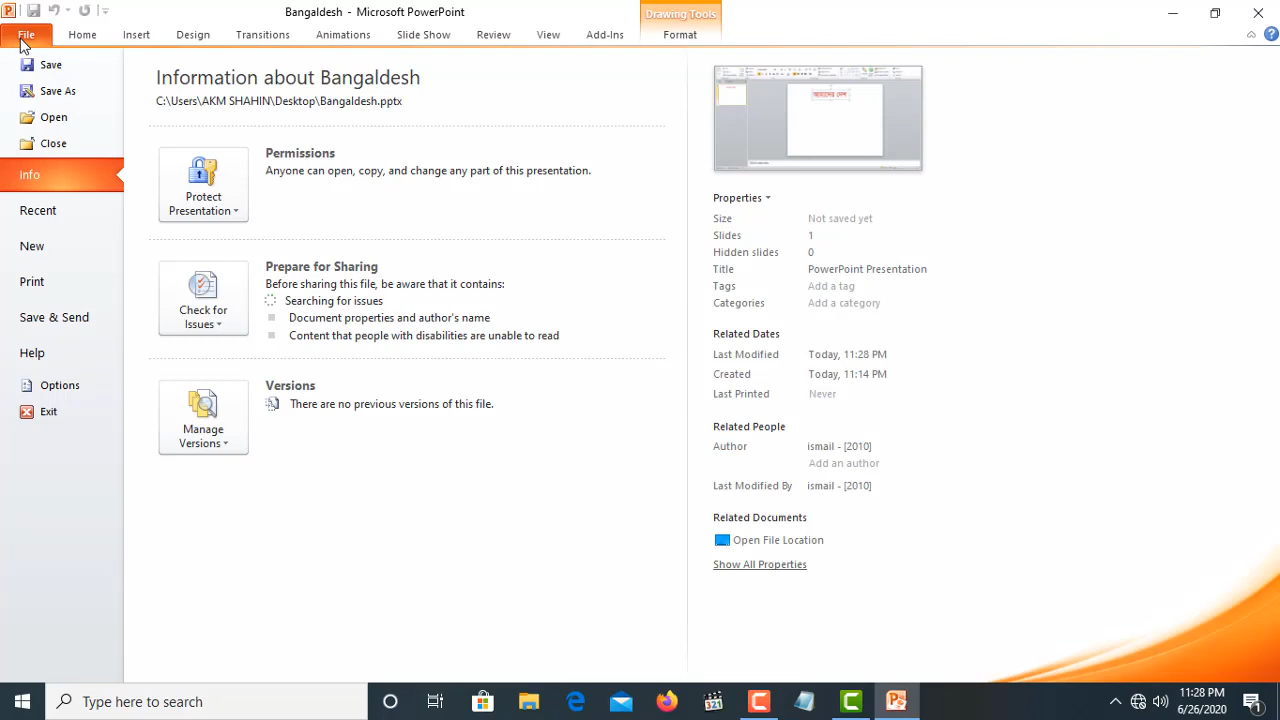 Bangaldesh - Microsoft PowerPoint
Drawing Tools
File Home Insert Design Transitions Animations Slide Show Review View Add-Ins Format
Save
Save As
Open
Close
Info
Recent
New
Print
Save & Send
Help
Options
Exit
Information about Bangaldesh
C:\Users\AKM SHAHIN\Desktop\Bangaldesh.pptx
Protect Presentation
Permissions
Anyone can open, copy, and change any part of this presentation.
Check for Issues
Prepare for Sharing
Before sharing this file, be aware that it contains:
Searching for issues
Document properties and author's name
Content that people with disabilities are unable to read
Manage Versions
Versions
There are no previous versions of this file.
আমাদের দেশ
Properties
Size Not saved yet
Slides 1
Hidden slides 0
Title PowerPoint Presentation
Tags Add a tag
Categories Add a category
Related Dates
Last Modified Today, 11:28 PM
Created Today, 11:14 PM
Last Printed Never
Related People
Author ismail - [2010]
Add an author
Last Modified By ismail - [2010]
Related Documents
Open File Location
Show All Properties
Type here to search
321
11:28 PM
6/26/2020
1